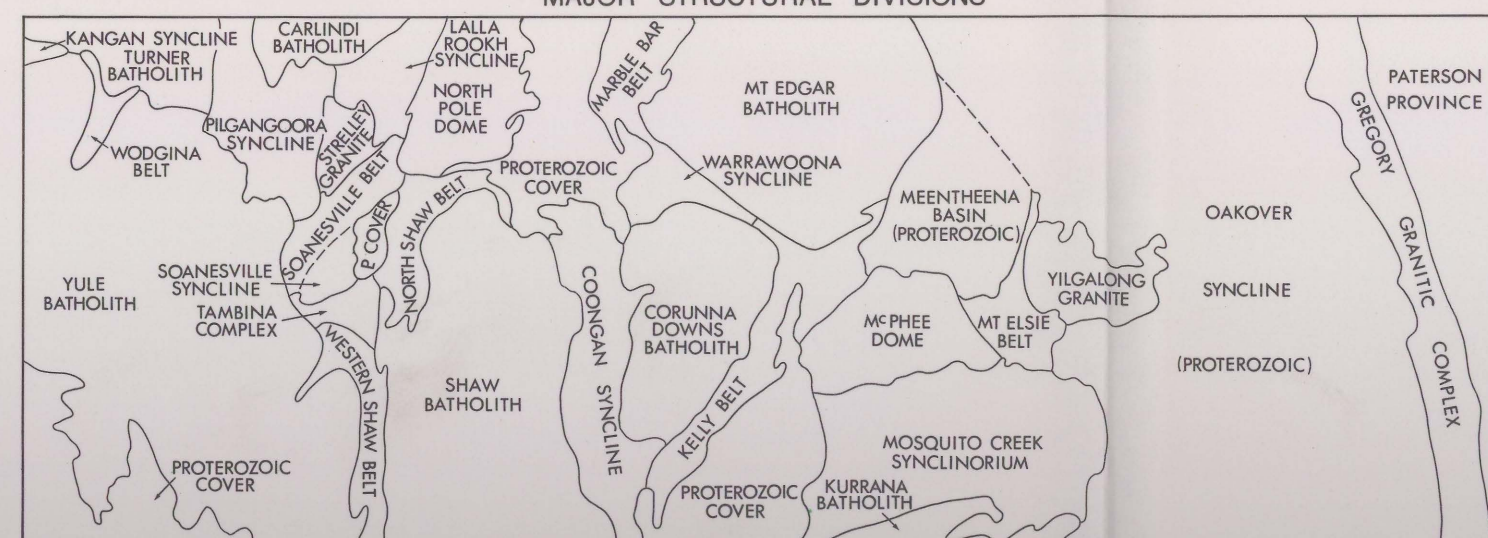 MAJOR STRUCTURAL DIVISIONS
KANGAN SYNCLINE
TURNER
BATHOLITH
CARLINDI
BATHOLITH
LALLA
ROOKH
SYNCLINE
MARBLE BAR
BELT
PATERSON
PROVINCE
NORTH
POLE
DOME
MT EDGAR
BATHOLITH
GREGORY
GRANITIC
COMPLEX
PILGANGOORA
SYNCLINE
STRELLEY
GRANITE
WODGINA
BELT
PROTEROZOIC
COVER
WARRAWOONA
SYNCLINE
SOANESVILLE BELT
P COVER
NORTH SHAW BELT
MEENTHEENA
BASIN
(PROTEROZOIC)
OAKOVER
SYNCLINE
(PROTEROZOIC)
YULE
BATHOLITH
SOANESVILLE
SYNCLINE
TAMBINA
COMPLEX
COONGAN SYNCLINE
CORUNNA
DOWNS
BATHOLITH
YILGALONG
GRANITE
McPHEE
DOME
MT ELSIE
BELT
WESTERN SHAW BELT
SHAW
BATHOLITH
KELLY BELT
MOSQUITO CREEK
SYNCLINORIUM
PROTEROZOIC
COVER
PROTEROZOIC
COVER
KURRANA
BATHOLITH